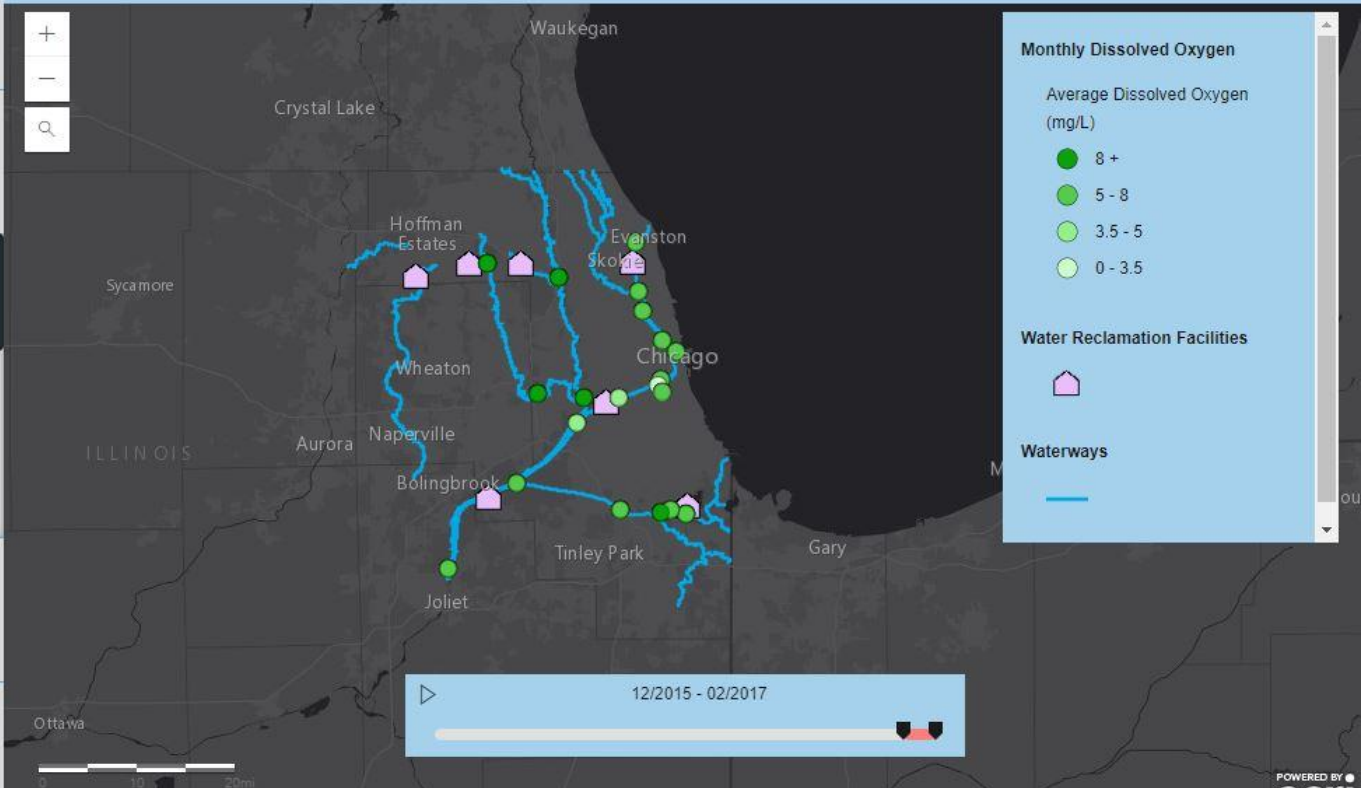 Waukegan
Crystal Lake
Hoffman
Estates
Evanston
Skokie
Sycamore
Chicago
Wheaton
Aurora
Naperville
ILLINOIS
Bolingbrook
M
Tinley Park
Gary
Joliet
Ottawa
0 10 20mi
Monthly Dissolved Oxygen
Average Dissolved Oxygen
(mg/L)
8 +
5 - 8
3.5 - 5
0 - 3.5
Water Reclamation Facilities
Waterways
ou
12/2015 - 02/2017
POWERED BY